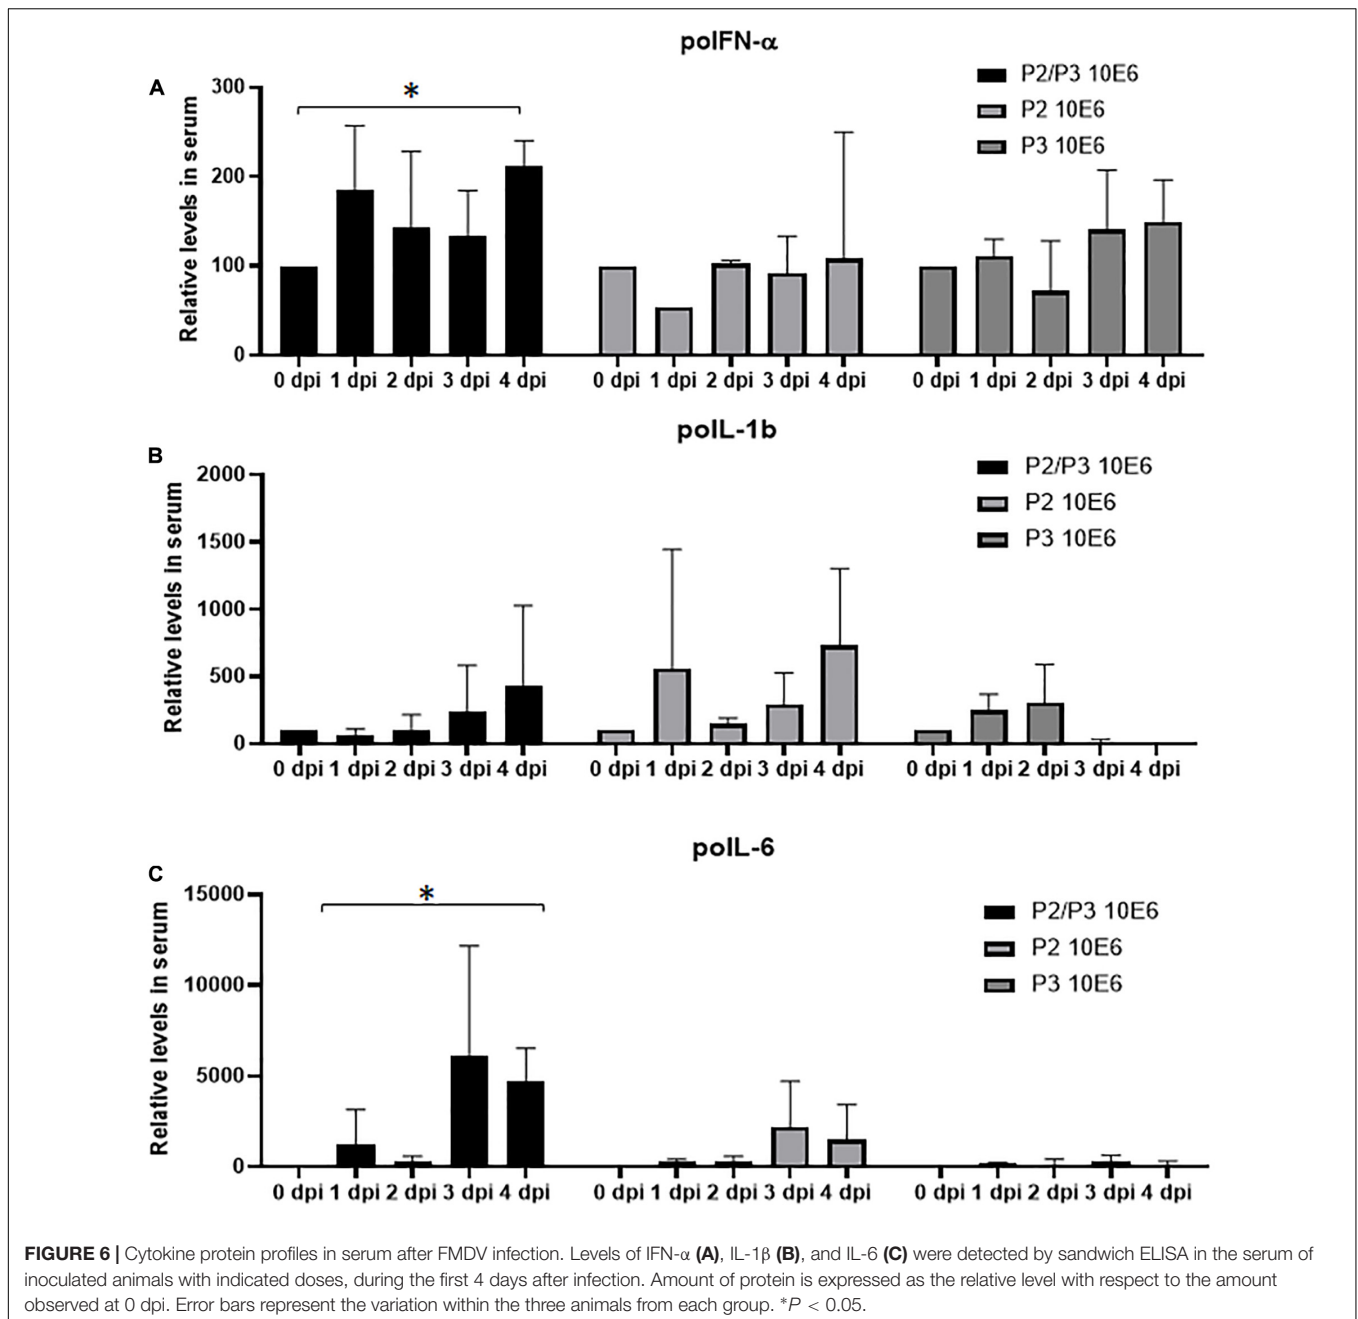 poIFN-α
A
300
200
100
0
Relative levels in serum
*
P2/P3 10E6
P2 10E6
P3 10E6
0 dpi 1 dpi 2 dpi 3 dpi 4 dpi 0 dpi 1 dpi 2 dpi 3 dpi 4 dpi 0 dpi 1 dpi 2 dpi 3 dpi 4 dpi
poIL-1b
B
2000
1500
1000
500
0
Relative levels in serum
P2/P3 10E6
P2 10E6
P3 10E6
0 dpi 1 dpi 2 dpi 3 dpi 4 dpi 0 dpi 1 dpi 2 dpi 3 dpi 4 dpi 0 dpi 1 dpi 2 dpi 3 dpi 4 dpi
poIL-6
C
15000
10000
5000
0
Relative levels in serum
*
P2/P3 10E6
P2 10E6
P3 10E6
0 dpi 1 dpi 2 dpi 3 dpi 4 dpi 0 dpi 1 dpi 2 dpi 3 dpi 4 dpi 0 dpi 1 dpi 2 dpi 3 dpi 4 dpi
FIGURE 6 | Cytokine protein profiles in serum after FMDV infection. Levels of IFN-α (A), IL-1β (B), and IL-6 (C) were detected by sandwich ELISA in the serum of
inoculated animals with indicated doses, during the first 4 days after infection. Amount of protein is expressed as the relative level with respect to the amount
observed at 0 dpi. Error bars represent the variation within the three animals from each group. *P < 0.05.